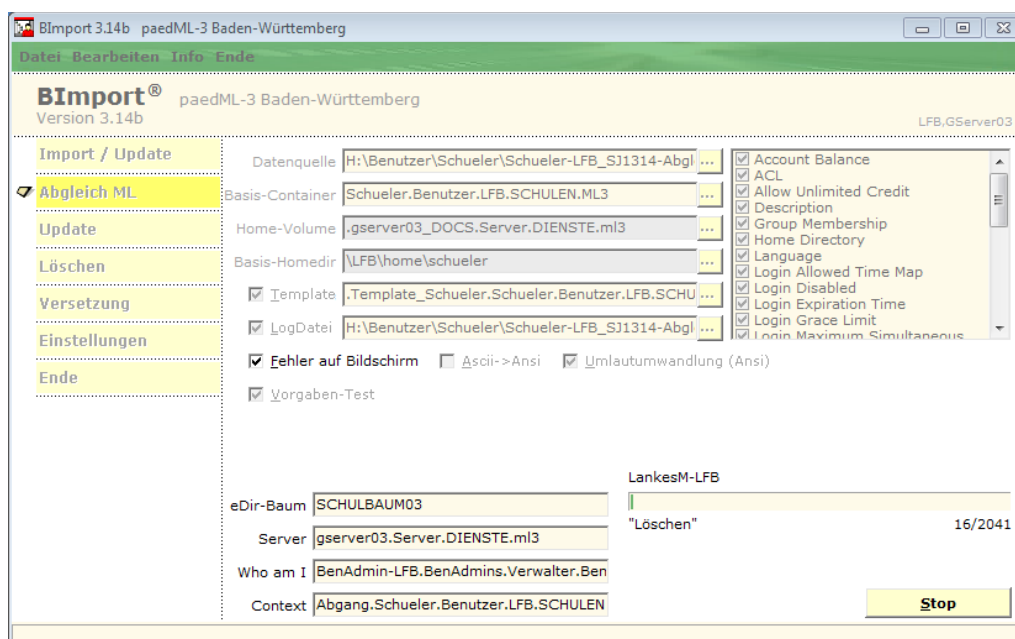 BImport 3.14b paedML-3 Baden-Württemberg
Datei Bearbeiten Info Ende
BImport® paedML-3 Baden-Württemberg
Version 3.14b
LFB,GServer03
Import / Update
Abgleich ML
Update
Löschen
Versetzung
Einstellungen
Ende
Datenquelle H:\Benutzer\Schueler\Schueler-LFB_SJ1314-Abgl ...
Basis-Container Schueler.Benutzer.LFB.SCHULEN.ML3 ...
Home-Volume .gserver03_DOCS.Server.DIENSTE.ml3 ...
Basis-Homedir \LFB\home\schueler ...
Template .Template_Schueler.Schueler.Benutzer.LFB.SCHU ...
LogDatei H:\Benutzer\Schueler\Schueler-LFB_SJ1314-Abgl ...
Fehler auf Bildschirm Ascii->Ansi Umlautumwandlung (Ansi)
Vorgaben-Test
Account Balance
ACL
Allow Unlimited Credit
Description
Group Membership
Home Directory
Language
Login Allowed Time Map
Login Disabled
Login Expiration Time
Login Grace Limit
Login Maximum Simultaneous
eDir-Baum SCHULBAUM03
Server gserver03.Server.DIENSTE.ml3
Who am I BenAdmin-LFB.BenAdmins.Verwalter.Ben
Context Abgang.Schueler.Benutzer.LFB.SCHULEN
LankesM-LFB
"Löschen" 16/2041
Stop